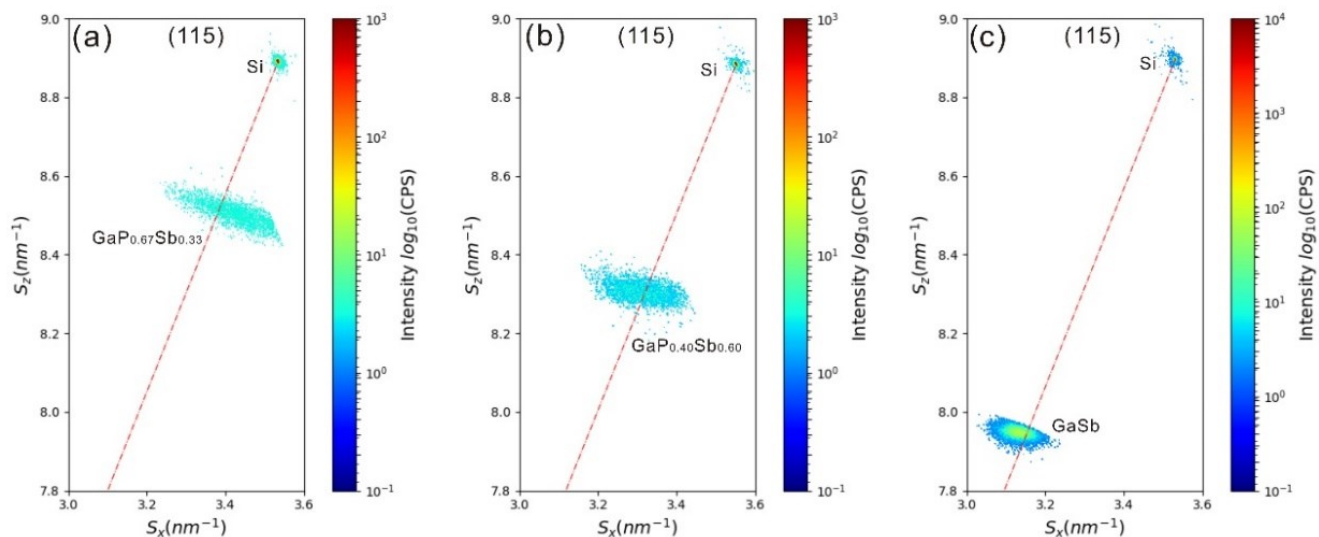 (a)
(115)
Si
GaP0.67Sb0.33
9.0
8.8
8.6
8.4
8.2
8.0
7.8
Sz(nm−1)
3.0
3.2
3.4
3.6
Sx(nm−1)
10³
10²
10¹
10⁰
10−1
Intensity log10(CPS)
(b)
(115)
Si
GaP0.40Sb0.60
9.0
8.8
8.6
8.4
8.2
8.0
7.8
Sz(nm−1)
3.0
3.2
3.4
3.6
Sx(nm−1)
10³
10²
10¹
10⁰
10−1
Intensity log10(CPS)
(c)
(115)
Si
GaSb
9.0
8.8
8.6
8.4
8.2
8.0
7.8
Sz(nm−1)
3.0
3.2
3.4
3.6
Sx(nm−1)
10⁴
10³
10²
10¹
10⁰
10−1
Intensity log10(CPS)